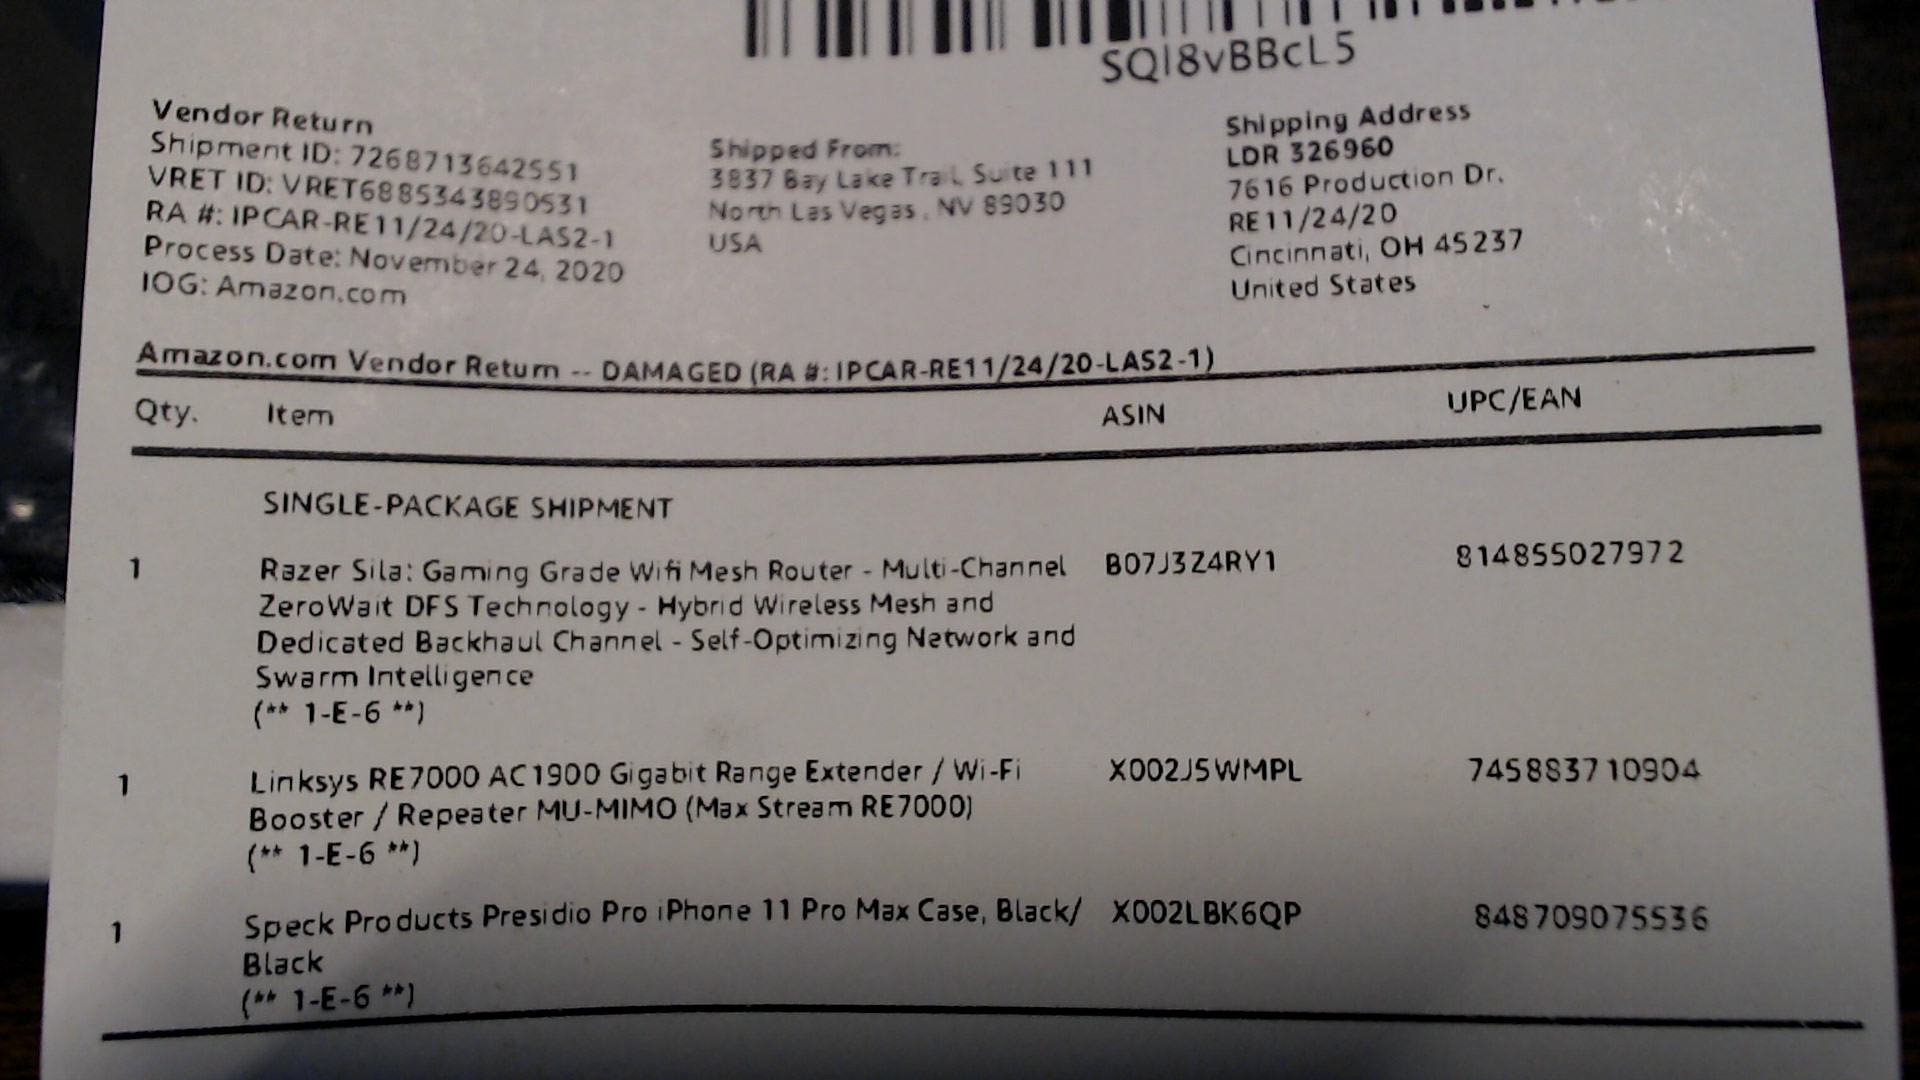 SQI8vBBcL5
Vendor Return
Shipment ID: 7268713642551
VRET ID: VRET6885343890531
RA #: IPCAR-RE11/24/20-LAS2-1
Process Date: November 24, 2020
IOG: Amazon.com
Shipped From:
3837 Bay Lake Trail, Suite 111
North Las Vegas, NV 89030
USA
Shipping Address
LDR 326960
7616 Production Dr.
RE11/24/20
Cincinnati, OH 45237
United States
Amazon.com Vendor Return -- DAMAGED (RA #: IPCAR-RE11/24/20-LAS2-1)
Qty. Item ASIN UPC/EAN
SINGLE-PACKAGE SHIPMENT
1 Razer Sila: Gaming Grade Wifi Mesh Router - Multi-Channel B07J3Z4RY1 814855027972
ZeroWait DFS Technology - Hybrid Wireless Mesh and
Dedicated Backhaul Channel - Self-Optimizing Network and
Swarm Intelligence
(** 1-E-6 **)
1 Linksys RE7000 AC1900 Gigabit Range Extender / Wi-Fi X002J5WMPL 745883710904
Booster / Repeater MU-MIMO (Max Stream RE7000)
(** 1-E-6 **)
1 Speck Products Presidio Pro iPhone 11 Pro Max Case, Black/ X002LBK6QP 848709075536
Black
(** 1-E-6 **)